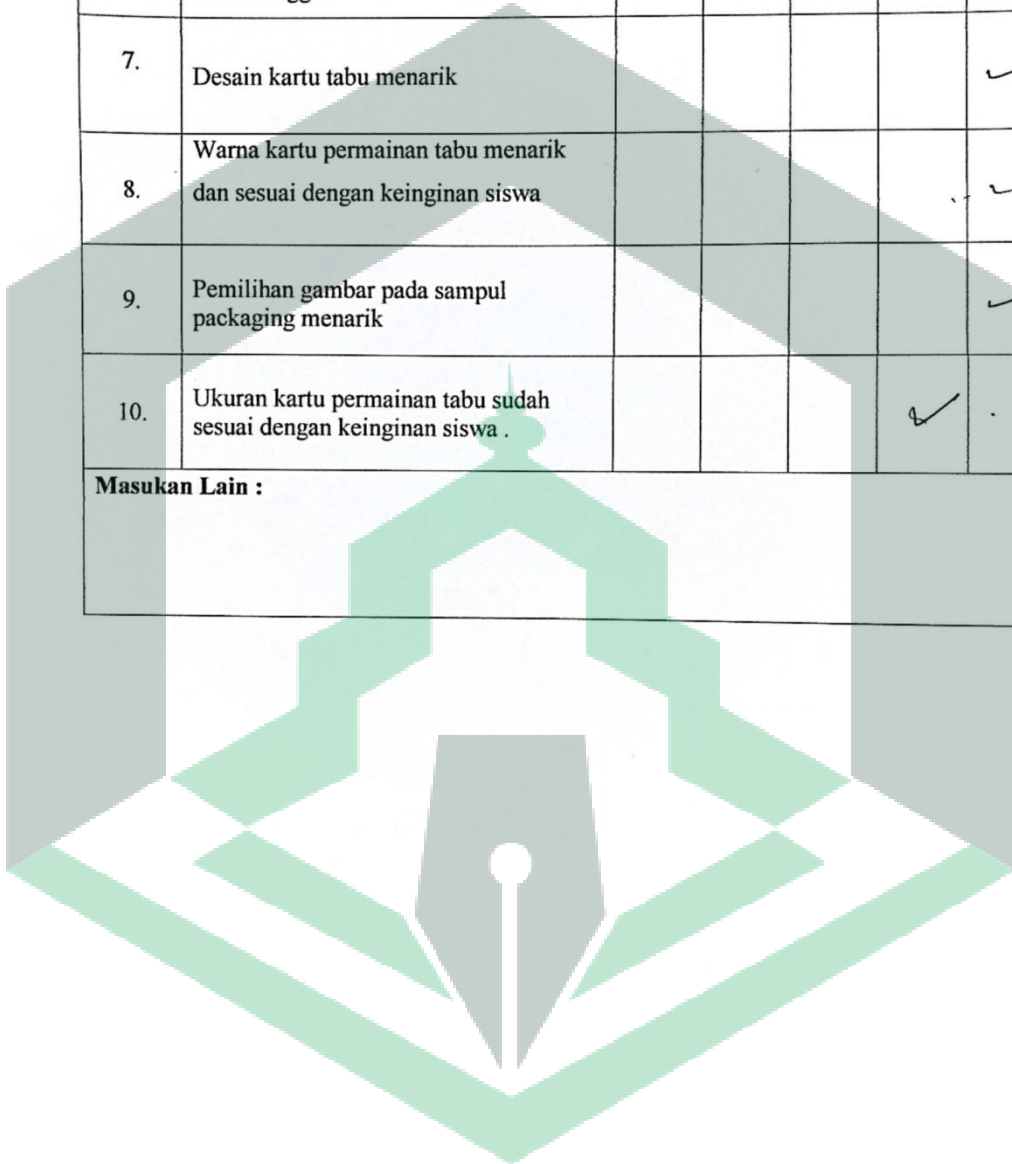 7.
Desain kartu tabu menarik
✓
Warna kartu permainan tabu menarik
8.
dan sesuai dengan keinginan siswa
✓
9.
Pemilihan gambar pada sampul
packaging menarik
✓
10.
Ukuran kartu permainan tabu sudah
sesuai dengan keinginan siswa .
✓
Masukan Lain :